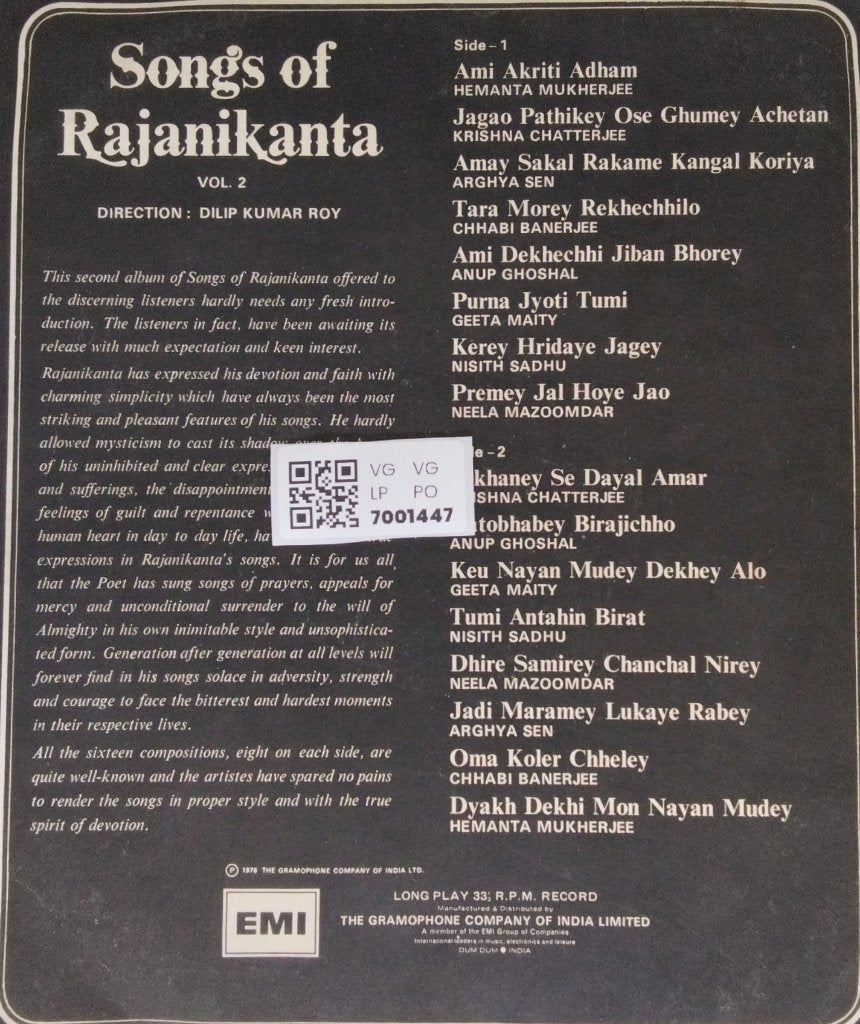 Songs of
Rajanikanta
VOL. 2
DIRECTION : DILIP KUMAR ROY
This second album of Songs of Rajanikanta offered to
the discerning listeners hardly needs any fresh intro-
duction. The listeners in fact, have been awaiting its
release with much expectation and keen interest.
Rajanikanta has expressed his devotion and faith with
charming simplicity which have always been the most
striking and pleasant features of his songs. He hardly
allowed mysticism to cast its
of his uninhibited and clear
and sufferings, the
feelings of guilt and repentance
human heart in day to day life,
expressions in Rajanikanta's songs. It is for us all
that the Poet has sung songs of prayers, appeals for
mercy and unconditional surrender to the will of
Almighty in his own inimitable style and unsophistica-
ted form. Generation after generation at all levels will
forever find in his songs solace in adversity, strength
and courage to face the bitterest and hardest moments
in their respective lives.
All the sixteen compositions, eight on each side, are
quite well-known and the artistes have spared no pains
to render the songs in proper style and with the true
spirit of devotion.
VG VG
LP PO
7001447
Side-1
Ami Akriti Adham
HEMANTA MUKHERJEE
Jagao Pathikey Ose Ghumey Achetan
KRISHNA CHATTERJEE
Amay Sakal Rakame Kangal Koriya
ARGHYA SEN
Tara Morey Rekhechhilo
CHHABI BANERJEE
Ami Dekhechhi Jiban Bhorey
ANUP GHOSHAL
Purna Jyoti Tumi
GEETA MAITY
Kerey Hridaye Jagey
NISITH SADHU
Premey Jal Hoye Jao
NEELA MAZOOMDAR
-2
Se Dayal Amar
CHATTERJEE
Birajichho
ANUP GHOSHAL
Keu Nayan Mudey Dekhey Alo
GEETA MAITY
Tumi Antahin Birat
NISITH SADHU
Dhire Samirey Chanchal Nirey
NEELA MAZOOMDAR
Jadi Maramey Lukaye Rabey
ARGHYA SEN
Oma Koler Chheley
CHHABI BANERJEE
Dyakh Dekhi Mon Nayan Mudey
HEMANTA MUKHERJEE
Ⓟ 1976 THE GRAMOPHONE COMPANY OF INDIA LTD.
EMI
LONG PLAY 33⅓ R.P.M. RECORD
Manufactured & Distributed by
THE GRAMOPHONE COMPANY OF INDIA LIMITED
A member of the EMI Group of Companies
International leaders in music, electronics and leisure
DUM DUM ● INDIA